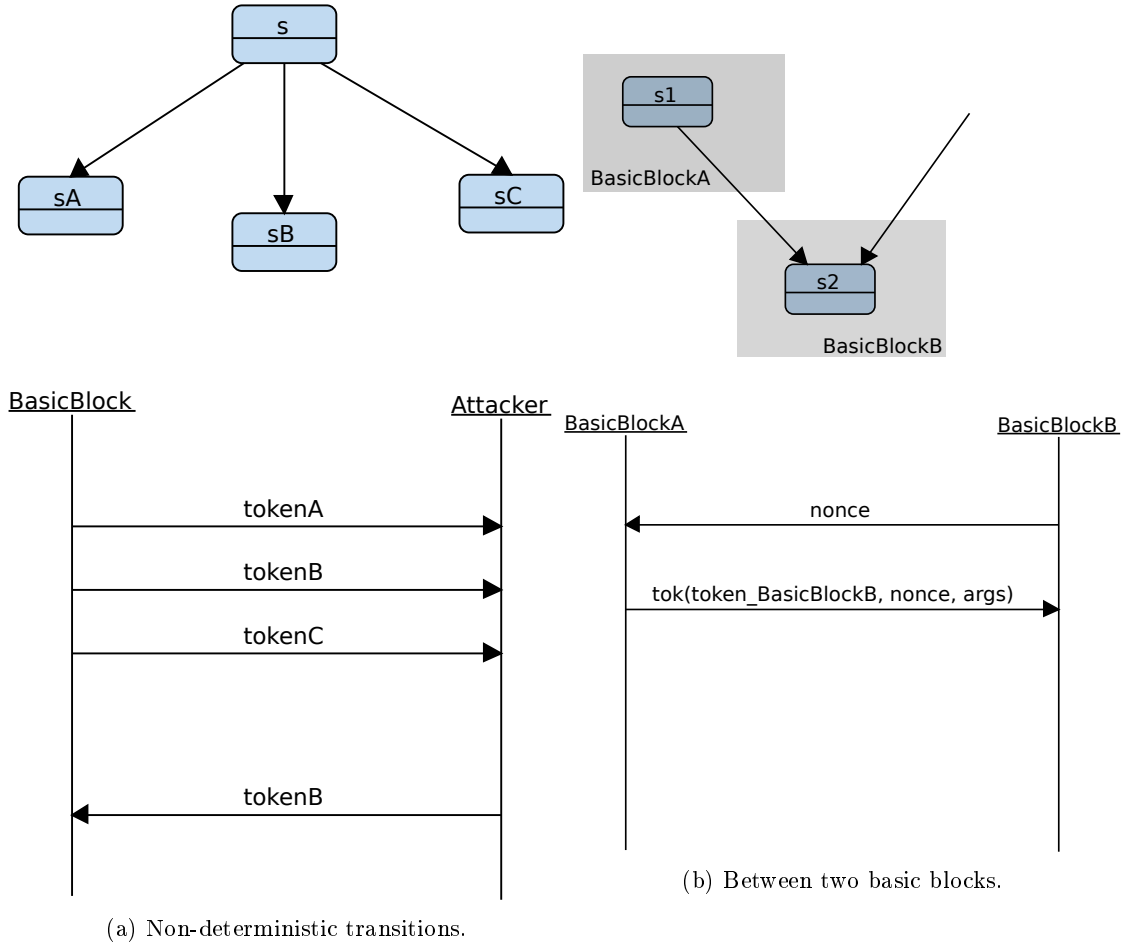 s
sA
sB
sC
s1
BasicBlockA
s2
BasicBlockB
BasicBlock
Attacker
tokenA
tokenB
tokenC
tokenB
(a) Non-deterministic transitions.
BasicBlockA
BasicBlockB
nonce
tok(token_BasicBlockB, nonce, args)
(b) Between two basic blocks.